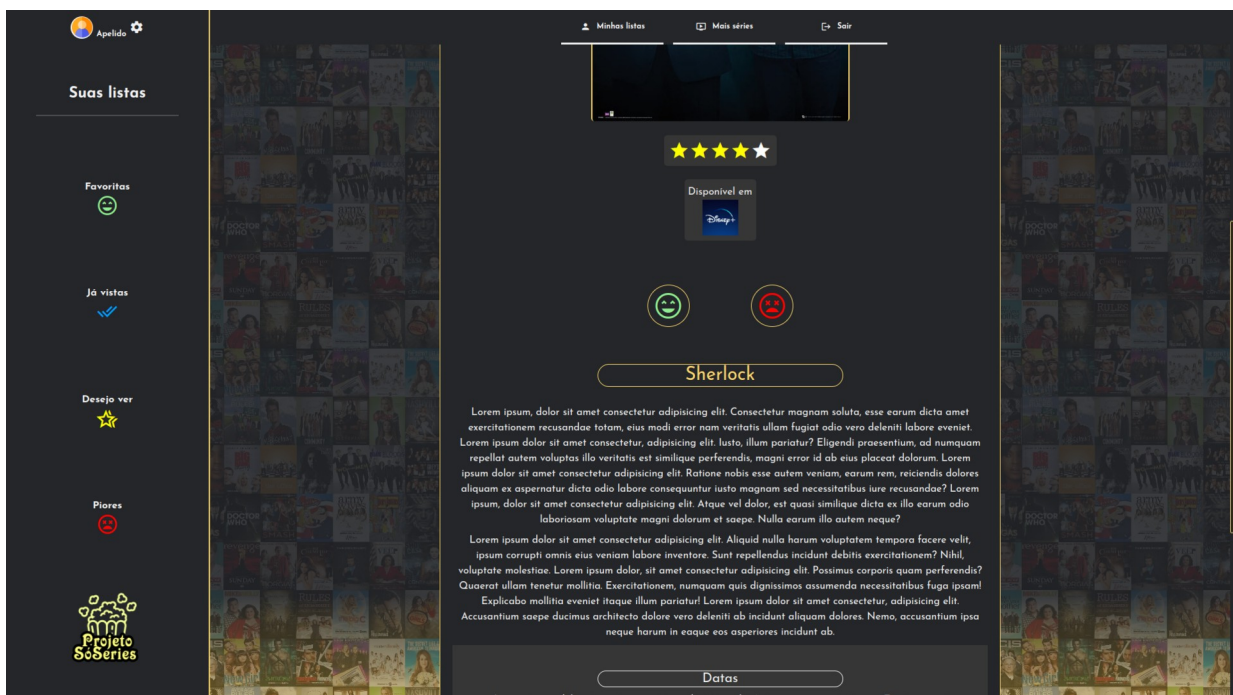 Apelido
Minhas listas
Mais séries
Sair
Suas listas
Favoritas
Já vistas
Desejo ver
Piores
Projeto
SóSeries
Disponivel em
Disney+
Sherlock
Lorem ipsum, dolor sit amet consectetur adipisicing elit. Consectetur magnam soluta, esse earum dicta amet
exercitationem recusandae totam, eius modi error nam veritatis ullam fugiat odio vero deleniti labore eveniet.
Lorem ipsum dolor sit amet consectetur, adipisicing elit. Iusto, illum pariatur? Eligendi praesentium, ad numquam
repellat autem voluptas illo veritatis est similique perferendis, magni error id ab eius placeat dolorum. Lorem
ipsum dolor sit amet consectetur adipisicing elit. Ratione nobis esse autem veniam, earum rem, reiciendis dolores
aliquam ex aspernatur dicta odio labore consequuntur iusto magnam sed necessitatibus iure recusandae? Lorem
ipsum, dolor sit amet consectetur adipisicing elit. Atque vel dolor, est quasi similique dicta ex illo earum odio
laboriosam voluptate magni dolorum et saepe. Nulla earum illo autem neque?
Lorem ipsum dolor sit amet consectetur adipisicing elit. Aliquid nulla harum voluptatem tempora facere velit,
ipsum corrupti omnis eius veniam labore inventore. Sunt repellendus incidunt debitis exercitationem? Nihil,
voluptate molestiae. Lorem ipsum dolor, sit amet consectetur adipisicing elit. Possimus corporis quam perferendis?
Quaerat ullam tenetur mollitia. Exercitationem, numquam quis dignissimos assumenda necessitatibus fuga ipsam!
Explicabo mollitia eveniet itaque illum pariatur! Lorem ipsum dolor sit amet consectetur, adipisicing elit.
Accusantium saepe ducimus architecto dolore vero deleniti ab incidunt aliquam dolores. Nemo, accusantium ipsa
neque harum in eaque eos asperiores incidunt ab.
Datas
DOCTOR
WHO